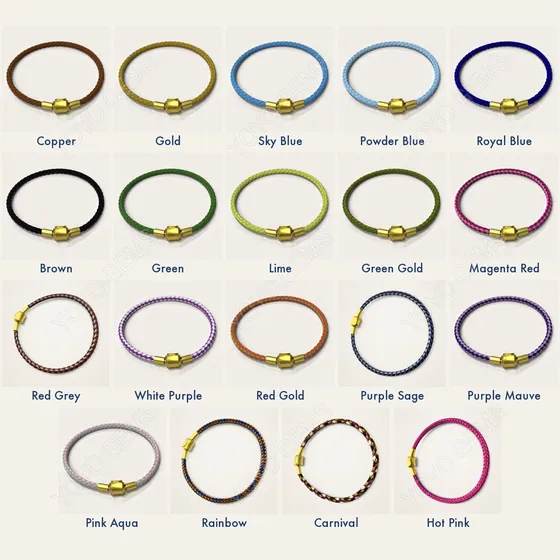 Copper Gold Sky Blue Powder Blue Royal Blue
Brown Green Lime Green Gold Magenta Red
Red Grey White Purple Red Gold Purple Sage Purple Mauve
Pink Aqua Rainbow Carnival Hot Pink